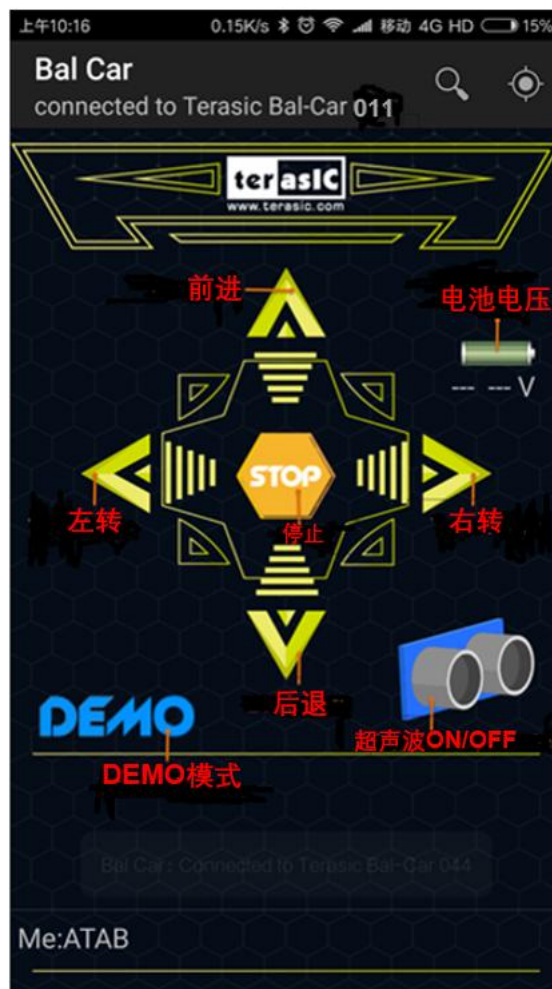 上午10:16 0.15K/s 移动 4G HD 15%
Bal Car
connected to Terasic Bal-Car 011
terasIC
www.terasic.com
前进
电池电压
--- --- V
STOP
左转
停止
右转
后退
DEMO
超声波ON/OFF
DEMO模式
Bal Car: Connected to Terasic Bal-Car 044
Me:ATAB